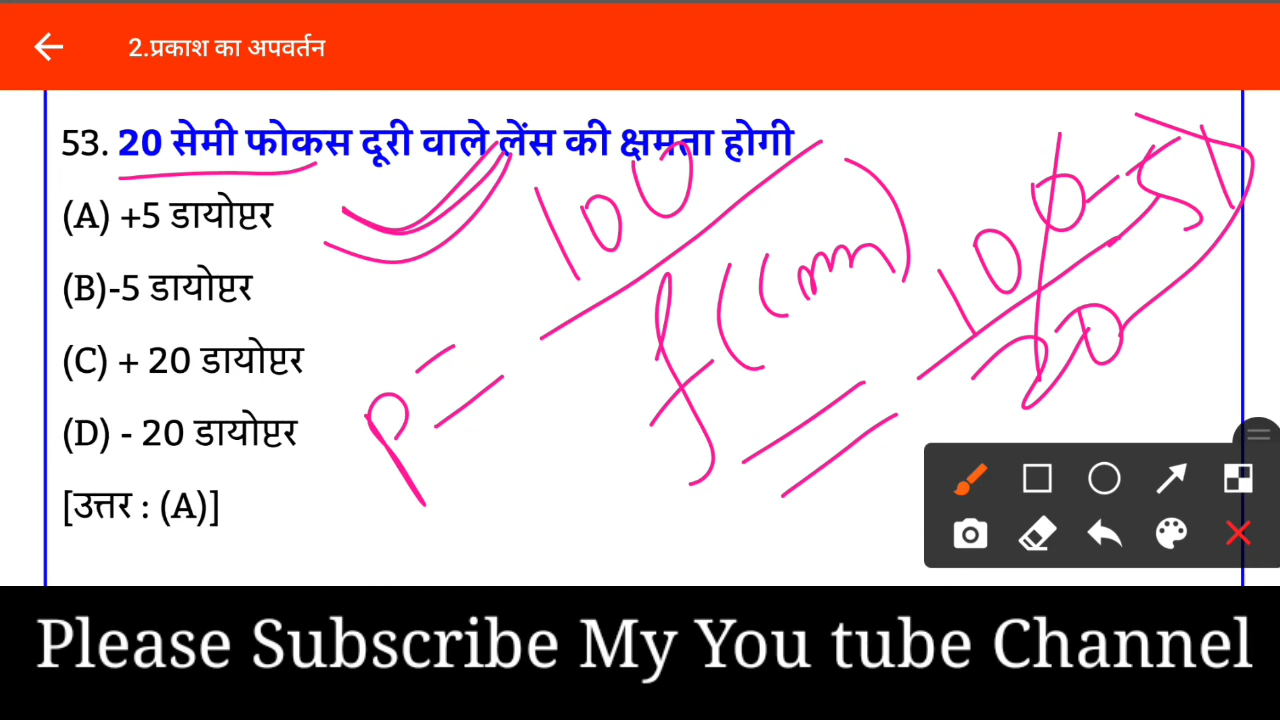 2.प्रकाश का अपवर्तन
53. 20 सेमी फोकस दूरी वाले लेंस की क्षमता होगी
(A) +5 डायोप्टर
(B)-5 डायोप्टर
(C) + 20 डायोप्टर
(D) - 20 डायोप्टर
[उत्तर : (A)]
P = 100 / f (cm) = 100 / 20
Please Subscribe My You tube Channel